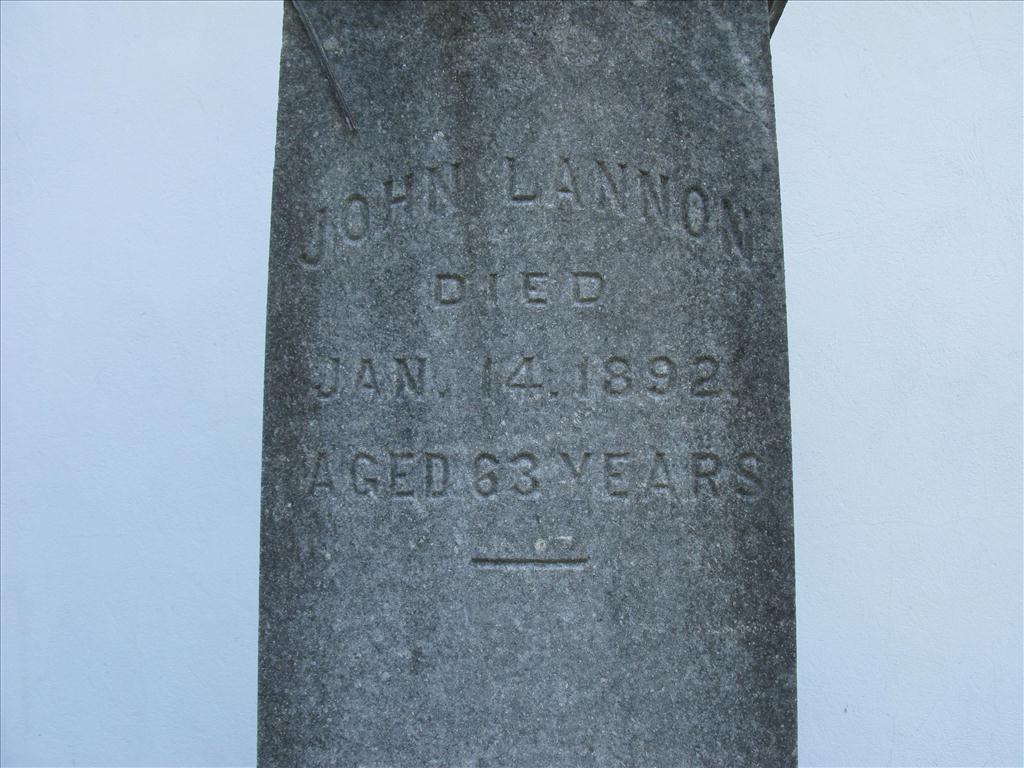 JOHN LANNON
DIED
JAN. 14, 1892.
AGED 63 YEARS